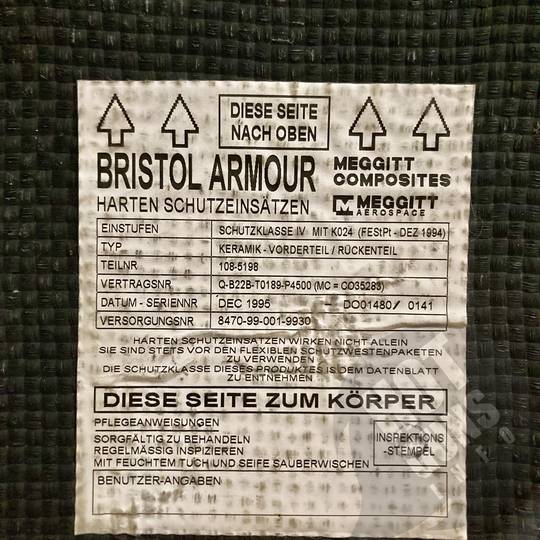 DIESE SEITE
NACH OBEN
BRISTOL ARMOUR
MEGGITT
COMPOSITES
HARTEN SCHUTZEINSÄTZEN
MEGGITT
AEROSPACE
EINSTUFEN SCHUTZKLASSE IV MIT K024 (FEStPt - DEZ 1994)
TYP KERAMIK - VORDERTEIL / RÜCKENTEIL
TEILNR 108-5198
VERTRAGSNR Q-B22B-T0189-P4500 (MC = CO35283)
DATUM - SERIENNR DEC 1995 - DO01480/ 0141
VERSORGUNGSNR 8470-99-001-9930
HARTEN SCHUTZEINSATZEN WIRKEN NICHT ALLEIN
SIE SIND STETS VOR DEN FLEXIBLEN SCHUTZWESTENPAKETEN
ZU VERWENDEN
DIE SCHUTZKLASSE DIESES PRODUKTES IS DEM DATENBLATT
ZU ENTNEHMEN
DIESE SEITE ZUM KÖRPER
PFLEGEANWEISUNGEN
SORGFÄLTIG ZU BEHANDELN
REGELMÄSSIG INSPIZIEREN
MIT FEUCHTEM TUCH UND SEIFE SAUBERWISCHEN
INSPEKTIONS
-STEMPEL
BENUTZER-ANGABEN